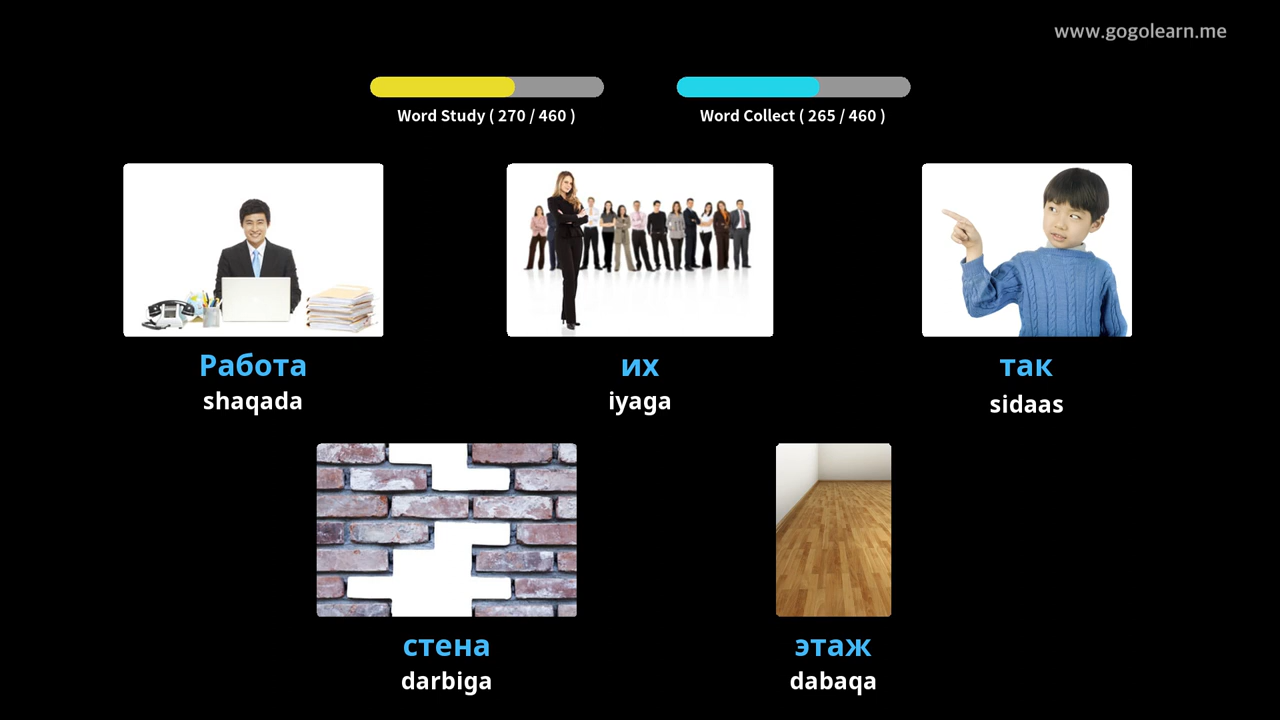 www.gogolearn.me
Word Study ( 270 / 460 )
Word Collect ( 265 / 460 )
Работа
shaqada
их
iyaga
так
sidaas
стена
darbiga
этаж
dabaqa